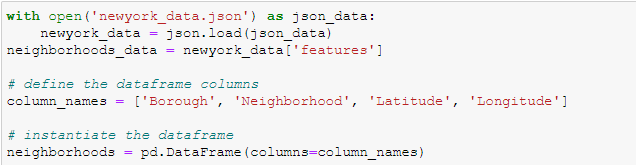 with open('newyork_data.json') as json_data:
    newyork_data = json.load(json_data)
neighborhoods_data = newyork_data['features']
# define the dataframe columns
column_names = ['Borough', 'Neighborhood', 'Latitude', 'Longitude']
# instantiate the dataframe
neighborhoods = pd.DataFrame(columns=column_names)